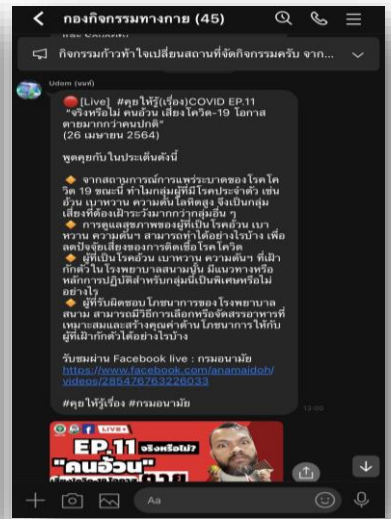 กองกิจกรรมทางกาย (45)
กิจกรรมก้าวท้าใจเปลี่ยนสถานที่จัดกิจกรรมครับ จาก...
Udom (นนท์)
[Live] #คุยให้รู้(เรื่อง)COVID EP.11
"จริงหรือไม่ คนอ้วน เสี่ยงโควิด-19 โอกาส
ตายมากกว่าคนปกติ"
(26 เมษายน 2564)
พูดคุยกับในประเด็นดังนี้
จากสถานการณ์การแพร่ระบาดของโรคโค
วิด 19 ขณะนี้ ทำไมกลุ่มผู้ที่มีโรคประจำตัว เช่น
อ้วน เบาหวาน ความดันโลหิตสูง จึงเป็นกลุ่ม
เสี่ยงที่ต้องเฝ้าระวังมากกว่ากลุ่มอื่น ๆ
การดูแลสุขภาพของผู้ที่เป็นโรคอ้วน เบา
หวาน ความดันฯ สามารถทำได้อย่างไรบ้าง เพื่อ
ลดปัจจัยเสี่ยงของการติดเชื้อโรคโควิด
ผู้ที่เป็นโรคอ้วน เบาหวาน ความดันฯ ที่เฝ้า
กักตัวในโรงพยาบาลสนามนั้น มีแนวทางหรือ
หลักการปฏิบัติสำหรับกลุ่มนี้เป็นพิเศษหรือไม่
อย่างไร
ผู้ที่รับผิดชอบโภชนาการของโรงพยาบาล
สนาม สามารถมีวิธีการเลือกหรือจัดสรรอาหารที่
เหมาะสมและสร้างคุณค่าด้านโภชนาการให้กับ
ผู้ที่เฝ้ากักตัวได้อย่างไรบ้าง
รับชมผ่าน Facebook live : กรมอนามัย
https://www.facebook.com/anamaidoh/
videos/285476763226033
#คุยให้รู้เรื่อง #กรมอนามัย
13:00
LIVE
EP.11 จริงหรือไม่?
"คนอ้วน"
Aa